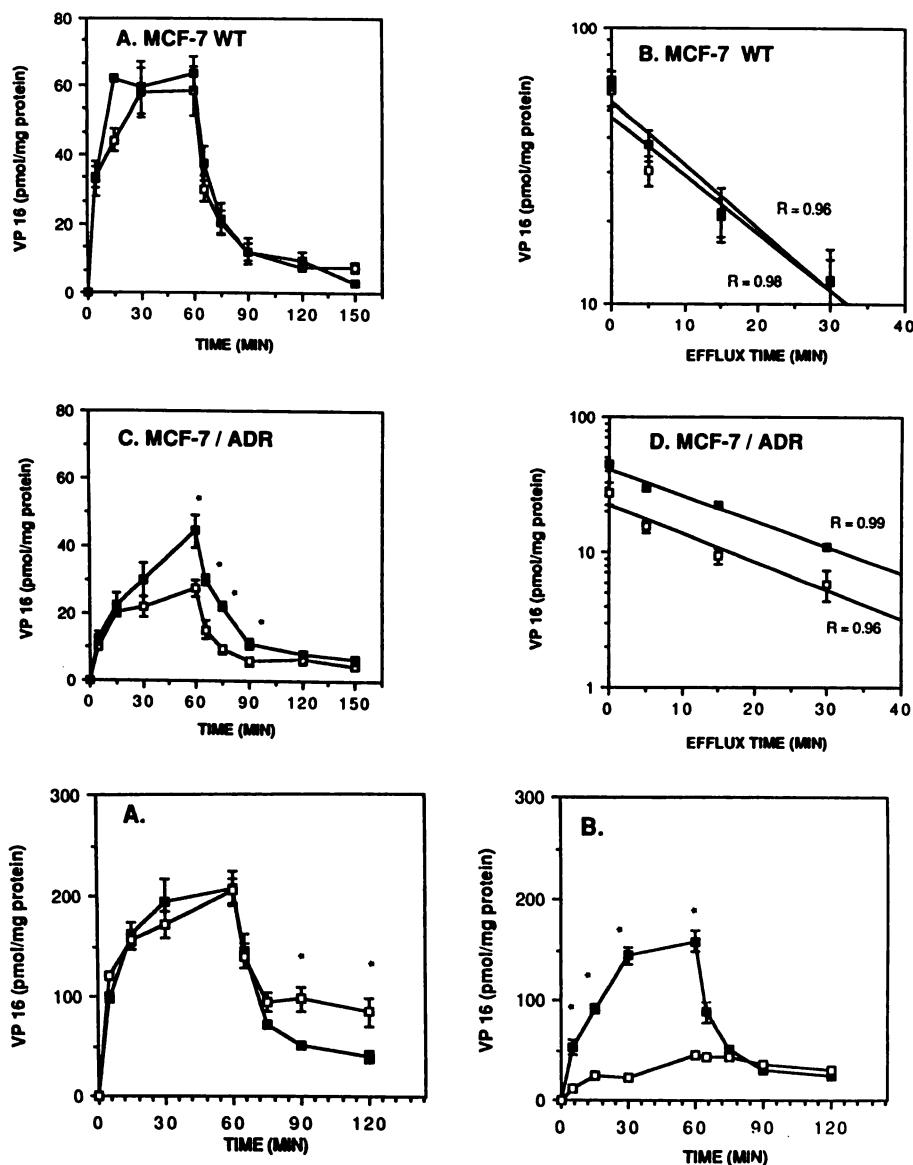 A. MCF-7 WT
VP 16 (pmol/mg protein)
80
60
40
20
0
0 30 60 90 120 150
TIME (MIN)
B. MCF-7 WT
VP 16 (pmol/mg protein)
100
10
R = 0.96
R = 0.98
0 10 20 30 40
EFFLUX TIME (MIN)
C. MCF-7 / ADR
VP 16 (pmol/mg protein)
80
60
40
20
0
* * * *
0 30 60 90 120 150
TIME (MIN)
D. MCF-7 / ADR
VP 16 (pmol/mg protein)
100
10
1
R = 0.99
R = 0.96
0 10 20 30 40
EFFLUX TIME (MIN)
A.
VP 16 (pmol/mg protein)
300
200
100
0
* *
0 30 60 90 120
TIME (MIN)
B.
VP 16 (pmol/mg protein)
300
200
100
0
* * * *
0 30 60 90 120
TIME (MIN)